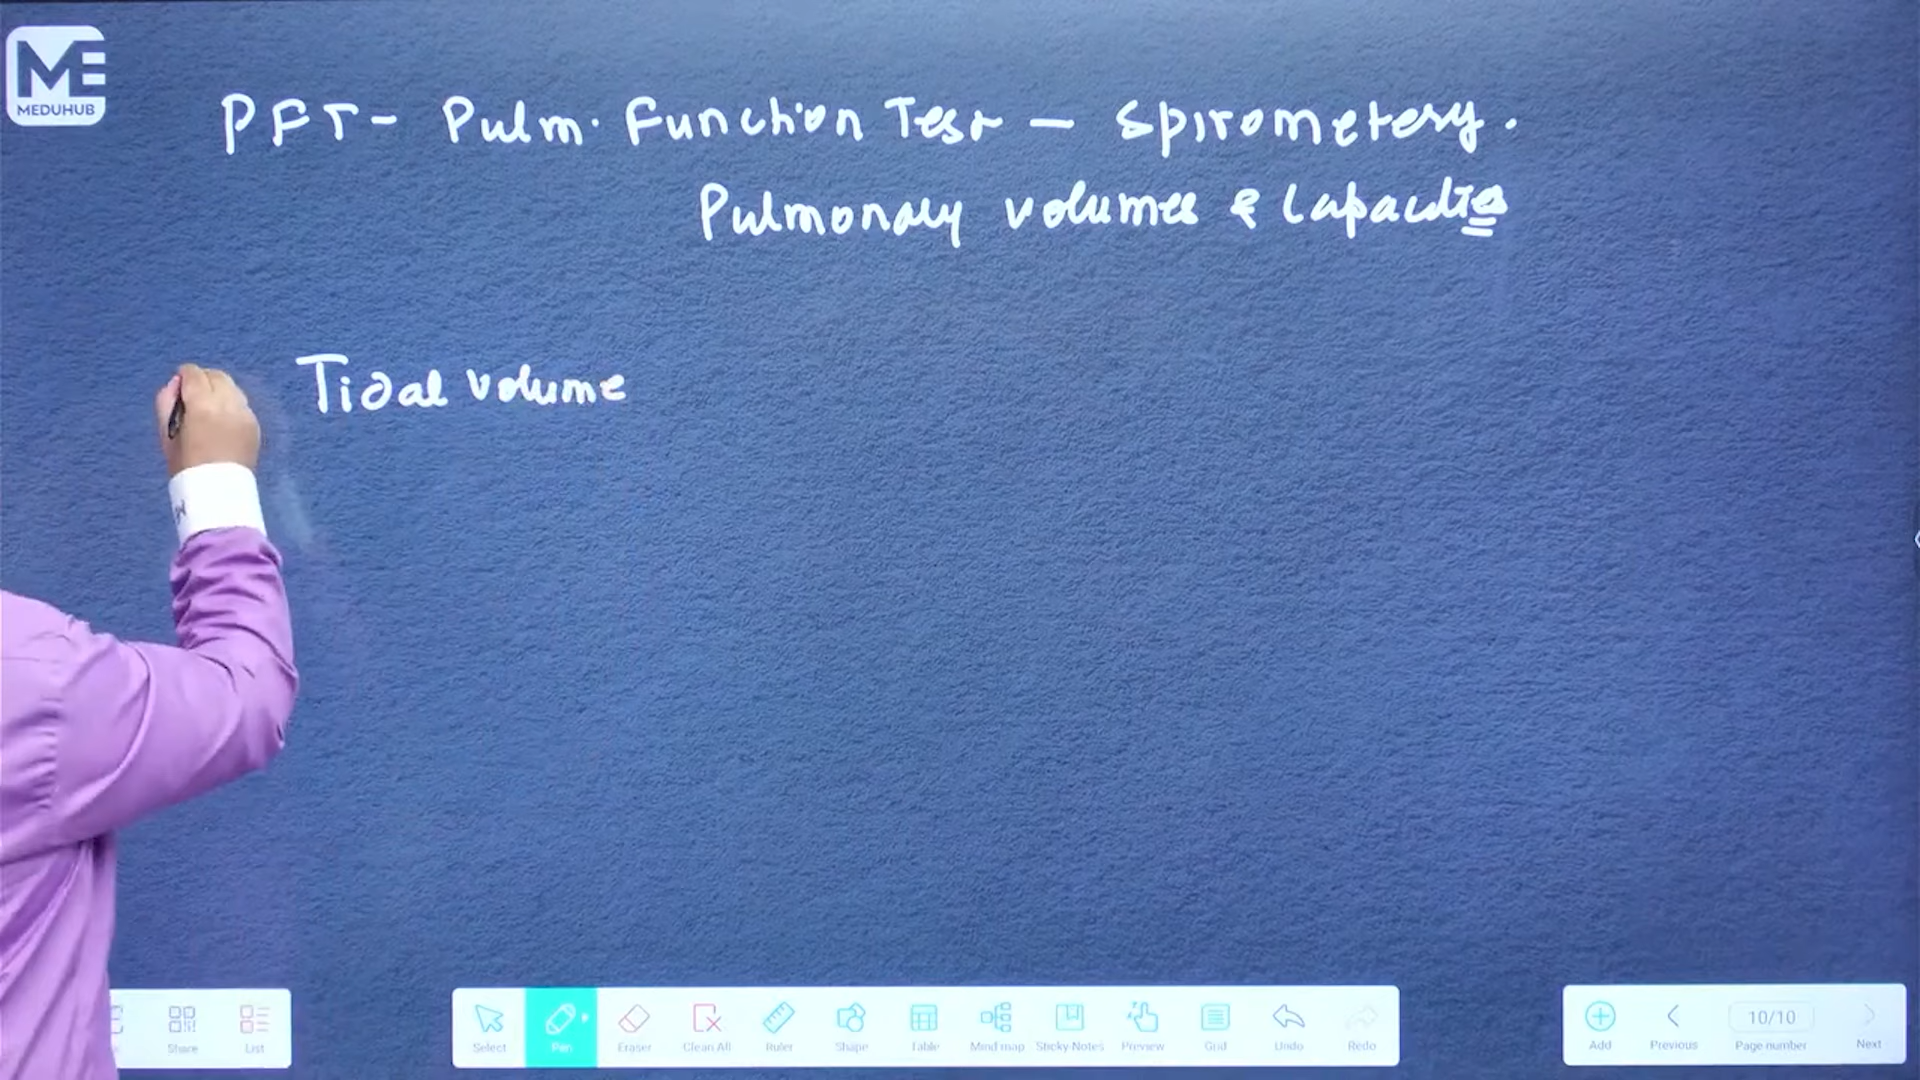 ME
MEDUHUB
PFT - Pulm. Function Test - Spirometery.
Pulmonary volumes & Capacities
Tidal volume
Share
List
Select
Pen
Eraser
Clean All
Ruler
Shape
Table
Mind map
Sticky Notes
Preview
Grid
Undo
Redo
Add
Previous
10/10
Page number
Next